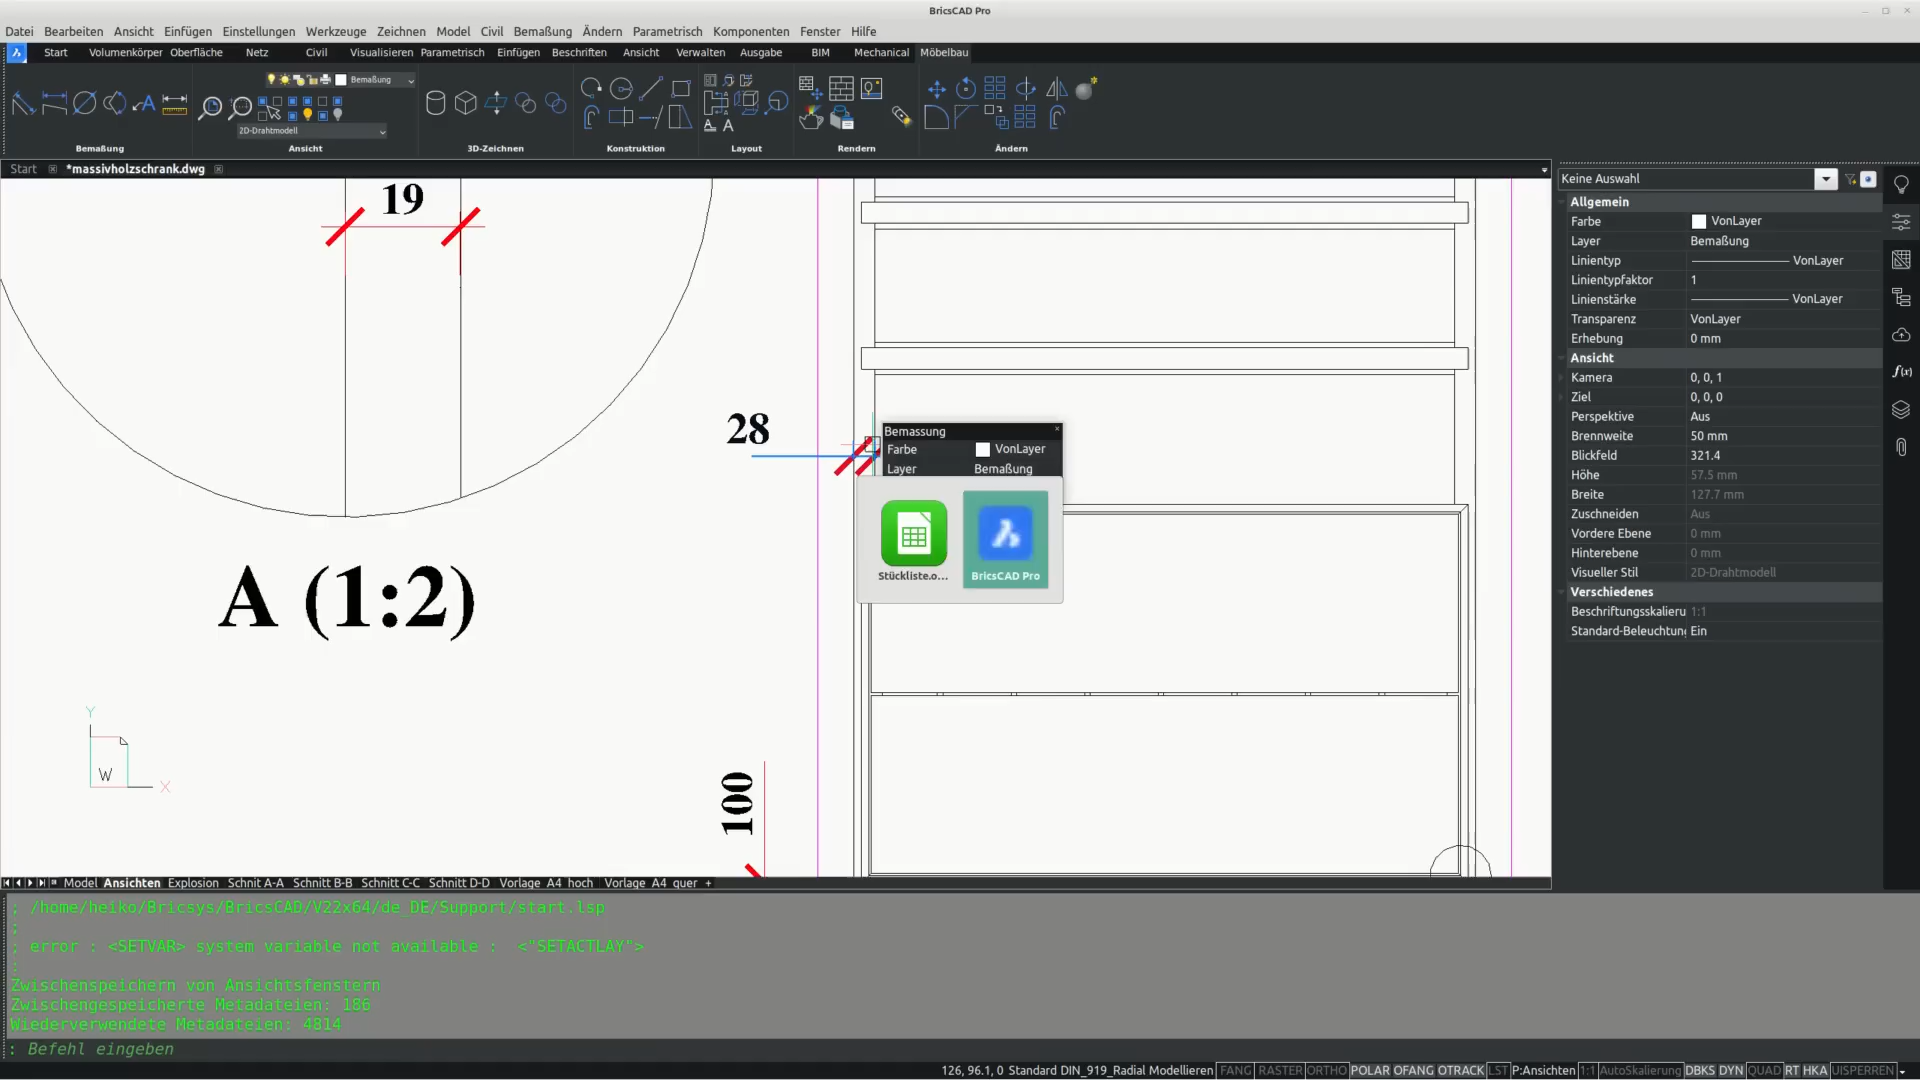 BricsCAD Pro
Datei Bearbeiten Ansicht Einfügen Einstellungen Werkzeuge Zeichnen Model Civil Bemaßung Ändern Parametrisch Komponenten Fenster Hilfe
Start Volumenkörper Oberfläche Netz Civil Visualisieren Parametrisch Einfügen Beschriften Ansicht Verwalten Ausgabe BIM Mechanical Möbelbau
Bemaßung
2D-Drahtmodell
Bemaßung Ansicht 3D-Zeichnen Konstruktion Layout Rendern Ändern
Start *massivholzschrank.dwg
19
28
A (1:2)
100
Y
W
X
Bemassung
Farbe VonLayer
Layer Bemaßung
Stückliste.o... BricsCAD Pro
Keine Auswahl
Allgemein
Farbe VonLayer
Layer Bemaßung
Linientyp VonLayer
Linientypfaktor 1
Linienstärke VonLayer
Transparenz VonLayer
Erhebung 0 mm
Ansicht
Kamera 0, 0, 1
Ziel 0, 0, 0
Perspektive Aus
Brennweite 50 mm
Blickfeld 321.4
Höhe 57.5 mm
Breite 127.7 mm
Zuschneiden Aus
Vordere Ebene 0 mm
Hinterebene 0 mm
Visueller Stil 2D-Drahtmodell
Verschiedenes
Beschriftungsskalieru 1:1
Standard-Beleuchtung Ein
f(x)
Model Ansichten Explosion Schnit A-A Schnitt B-B Schnitt C-C Schnitt D-D Vorlage A4 hoch Vorlage A4 quer +
; /home/heiko/Bricsys/BricsCAD/V22x64/de_DE/Support/start.lsp
;
; error : <SETVAR> system variable not available : <"SETACTLAY">
:
Zwischenspeichern von Ansichtsfenstern
Zwischengespeicherte Metadateien: 186
Wiederverwendete Metadateien: 4814
: Befehl eingeben
126, 96.1, 0 Standard DIN_919_Radial Modellieren FANG RASTER ORTHO POLAR OFANG OTRACK LST P:Ansichten 1:1 AutoSkalierung DBKS DYN QUAD RT HKA UISPERREN